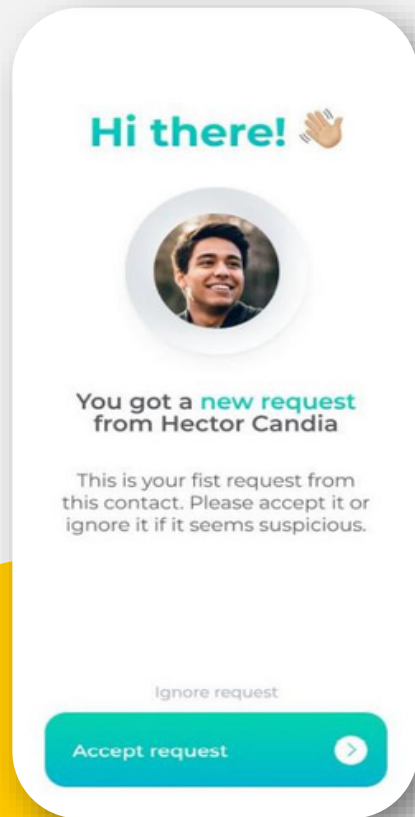 Hi there! 👋🏼
You got a new request
from Hector Candia
This is your fist request from
this contact. Please accept it or
ignore it if it seems suspicious.
Ignore request
Accept request